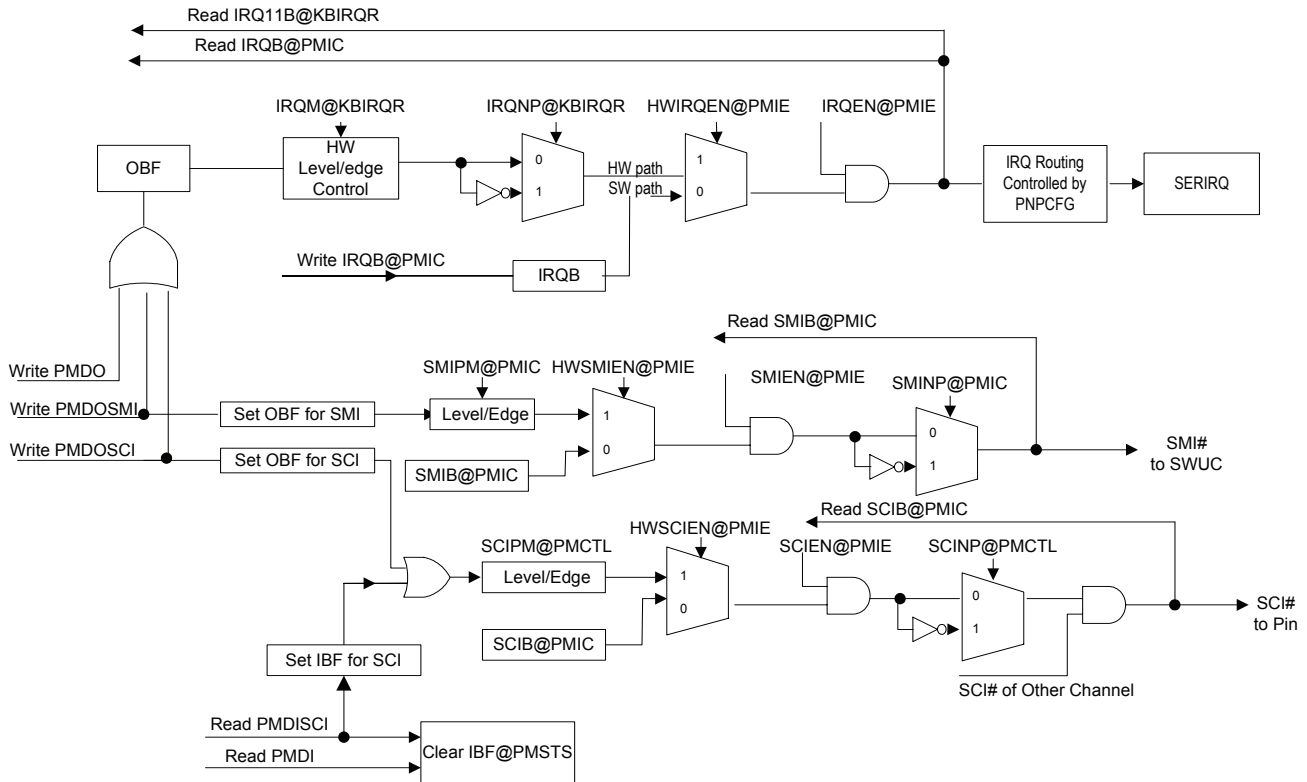 Read IRQ11B@KBIRQR
Read IRQB@PMIC
IRQM@KBIRQR
IRQNP@KBIRQR
HWIRQEN@PMIE
IRQEN@PMIE
OBF
HW
Level/edge
Control
0
1
HW path
SW path
1
0
IRQ Routing
Controlled by
PNPCFG
SERIRQ
Write IRQB@PMIC
IRQB
Read SMIB@PMIC
Write PMDO
SMIPM@PMIC
HWSMIEN@PMIE
SMIEN@PMIE
SMINP@PMIC
Write PMDOSMI
Set OBF for SMI
Level/Edge
1
0
0
1
SMI#
to SWUC
Write PMDOSCI
Set OBF for SCI
SMIB@PMIC
Read SCIB@PMIC
SCIPM@PMCTL
HWSCIEN@PMIE
SCIEN@PMIE
SCINP@PMCTL
Level/Edge
1
0
0
1
SCI#
to Pin
SCIB@PMIC
Set IBF for SCI
SCI# of Other Channel
Read PMDISCI
Read PMDI
Clear IBF@PMSTS